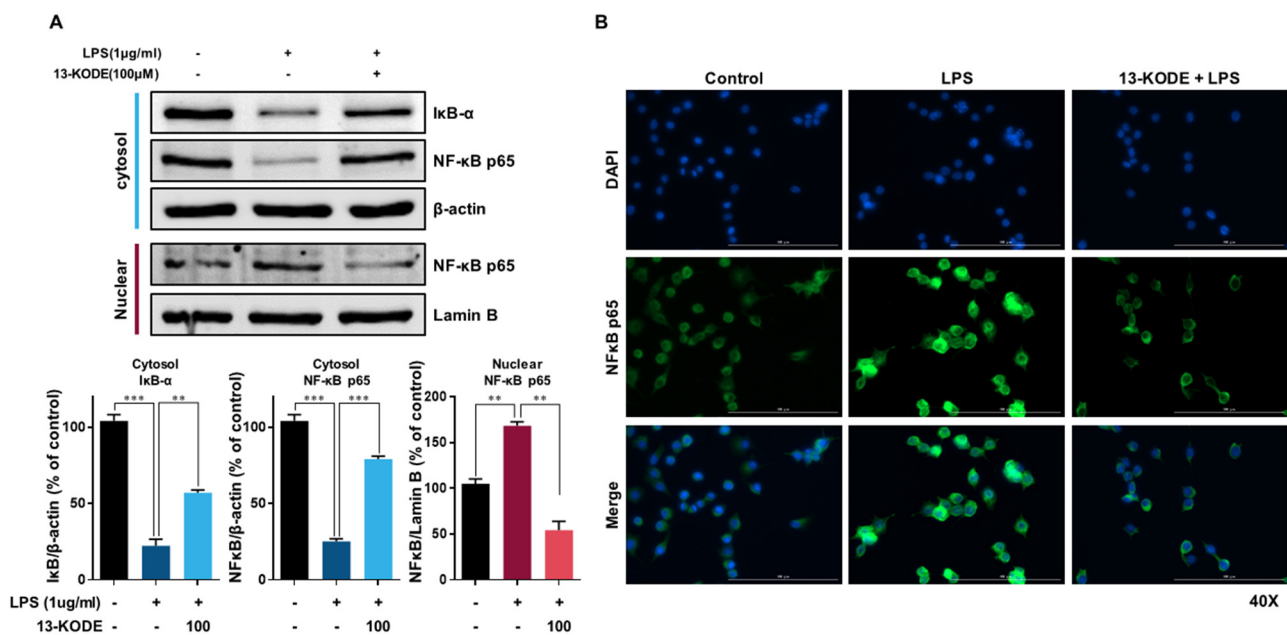 A
LPS(1μg/ml) - + +
13-KODE(100μM) - - +
cytosol
IκB-α
NF-κB p65
β-actin
Nuclear
NF-κB p65
Lamin B
Cytosol
IκB-α
IκB/β-actin (% of control)
100
50
0
*** **
Cytosol
NF-κB p65
NFκB/β-actin (% of control)
100
50
0
*** ***
Nuclear
NF-κB p65
NFκB/Lamin B (% of control)
200
150
100
50
0
** **
LPS (1ug/ml) - + + - + + - + +
13-KODE - - 100 - - 100 - - 100
B
Control LPS 13-KODE + LPS
DAPI
NFκB p65
Merge
40X